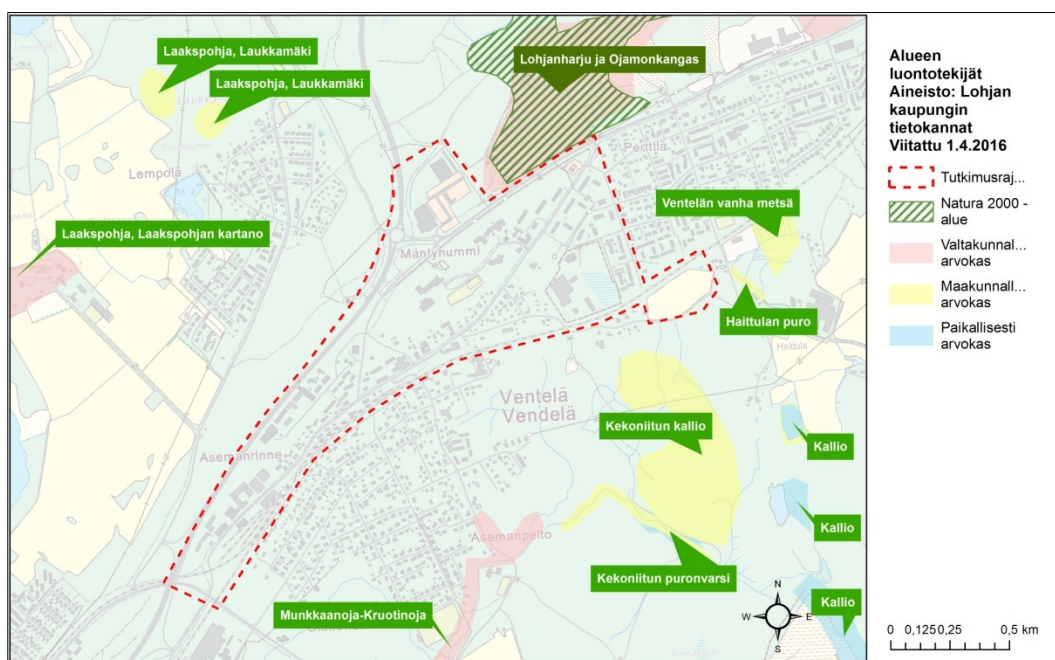 Laakspohja, Laukkamäki
Laakspohja, Laukkamäki
Lohjanharju ja Ojamonkangas
Perttilä
Lempola
Ventelän vanha metsä
Laakspohja, Laakspohjan kartano
Mäntynummi
Haittulan puro
Haittula
Ventelä
Vendelä
Kekoniitun kallio
Kallio
Asemanrinne
Kallio
Asemanpelto
Kekoniitun puronvarsi
Kallio
Munkkaanoja-Kruotinoja
N
W E
S
Alueen
luontotekijät
Aineisto: Lohjan
kaupungin
tietokannat
Viitattu 1.4.2016
Tutkimusraj...
Natura 2000 -
alue
Valtakunnal...
arvokas
Maakunnall...
arvokas
Paikallisesti
arvokas
0 0,125 0,25 0,5 km